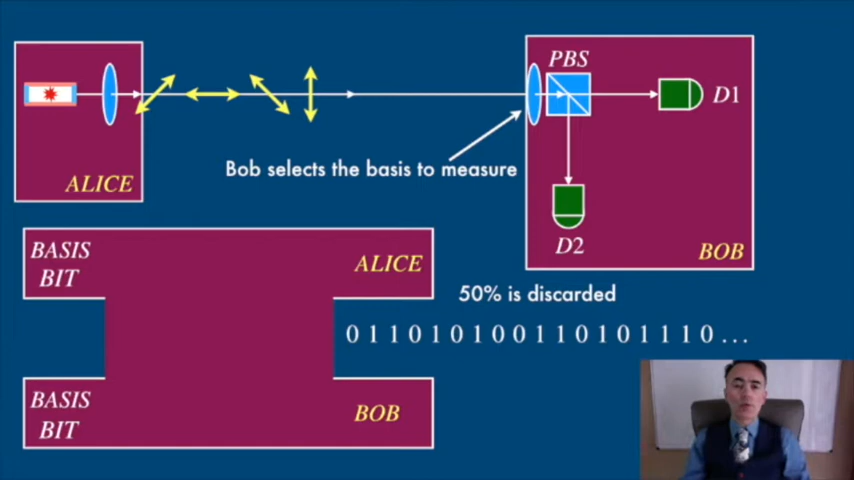 PBS
D1
ALICE
Bob selects the basis to measure
D2
BOB
BASIS
BIT
ALICE
50% is discarded
0 1 1 0 1 0 1 0 0 1 1 0 1 0 1 1 1 0 ...
BASIS
BIT
BOB